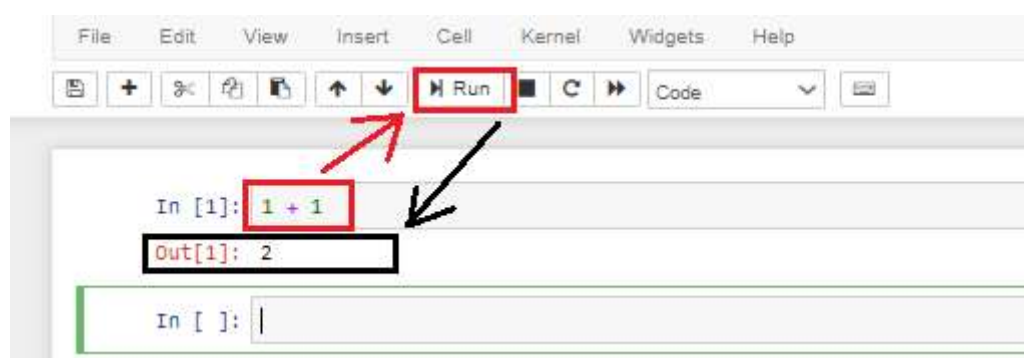 File Edit View Insert Cell Kernel Widgets Help
Run Code
In [1]: 1 + 1
Out[1]: 2
In [ ]: